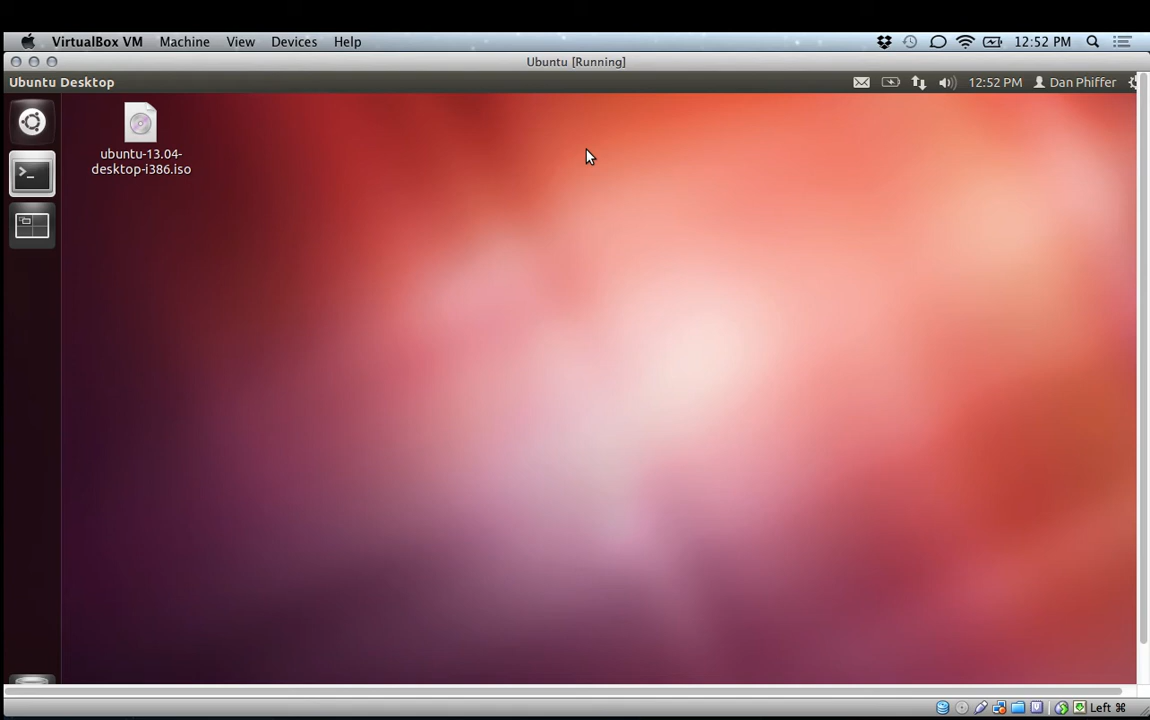 VirtualBox VM Machine View Devices Help 12:52 PM
Ubuntu [Running]
Ubuntu Desktop 12:52 PM Dan Phiffer
>_
ubuntu-13.04-
desktop-i386.iso
Left ⌘